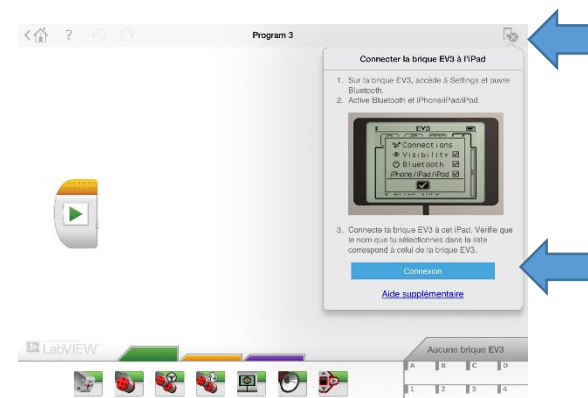 ?
Program 3
Connecter la brique EV3 à l'iPad
1. Sur ta brique EV3, accède à Settings et ouvre
Bluetooth.
2. Active Bluetooth et iPhone/iPad/iPod.
EV3
Connections
Visibility
Bluetooth
iPhone/iPad/iPod
3. Connecte ta brique EV3 à cet iPad. Vérifie que
le nom que tu sélectionnes dans la liste
correspond à celui de ta brique EV3.
Connexion
Aide supplémentaire
LabVIEW
Aucune brique EV3
A B C D
1 2 3 4